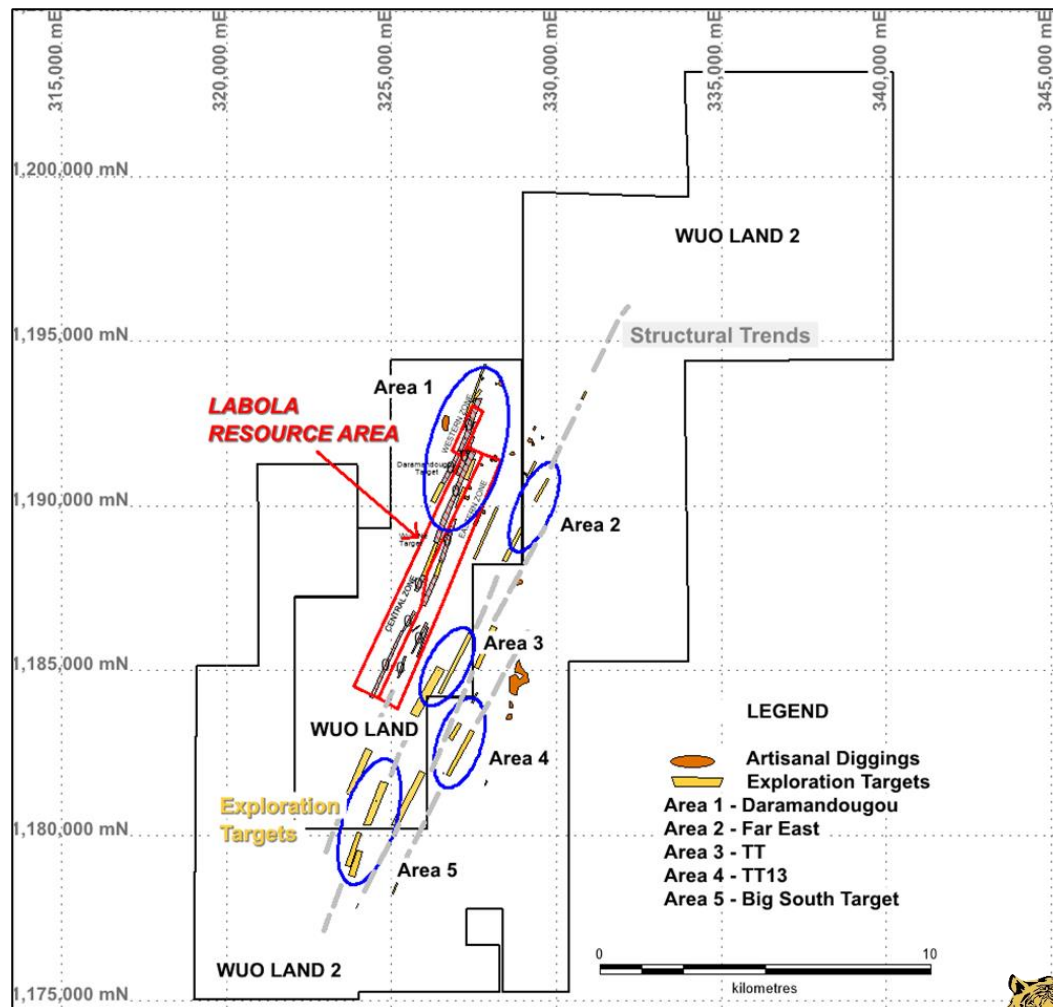 315,000 mE
320,000 mE
325,000 mE
330,000 mE
335,000 mE
340,000 mE
345,000 mE
1,200,000 mN
WUO LAND 2
1,195,000 mN
Structural Trends
Area 1
LABOLA
RESOURCE AREA
WESTERN ZONE
Daramandougou
Target
1,190,000 mN
EASTERN ZONE
Area 2
Target
CENTRAL ZONE
1,185,000 mN
Area 3
WUO LAND
Area 4
LEGEND
Artisanal Diggings
Exploration Targets
Area 1 - Daramandougou
Area 2 - Far East
Area 3 - TT
Area 4 - TT13
Area 5 - Big South Target
Exploration
Targets
1,180,000 mN
Area 5
WUO LAND 2
0
10
kilometres
1,175,000 mN